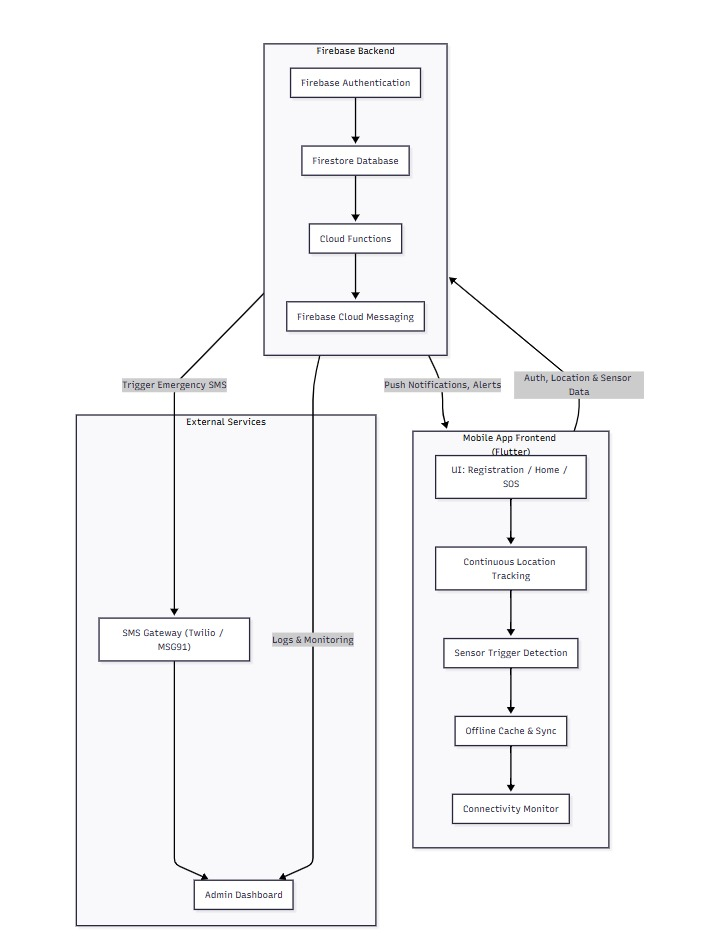 Firebase Backend
Firebase Authentication
Firestore Database
Cloud Functions
Firebase Cloud Messaging
Trigger Emergency SMS
Push Notifications, Alerts
Auth, Location & Sensor
Data
External Services
SMS Gateway (Twilio /
MSG91)
Logs & Monitoring
Admin Dashboard
Mobile App Frontend
(Flutter)
UI: Registration / Home /
SOS
Continuous Location
Tracking
Sensor Trigger Detection
Offline Cache & Sync
Connectivity Monitor